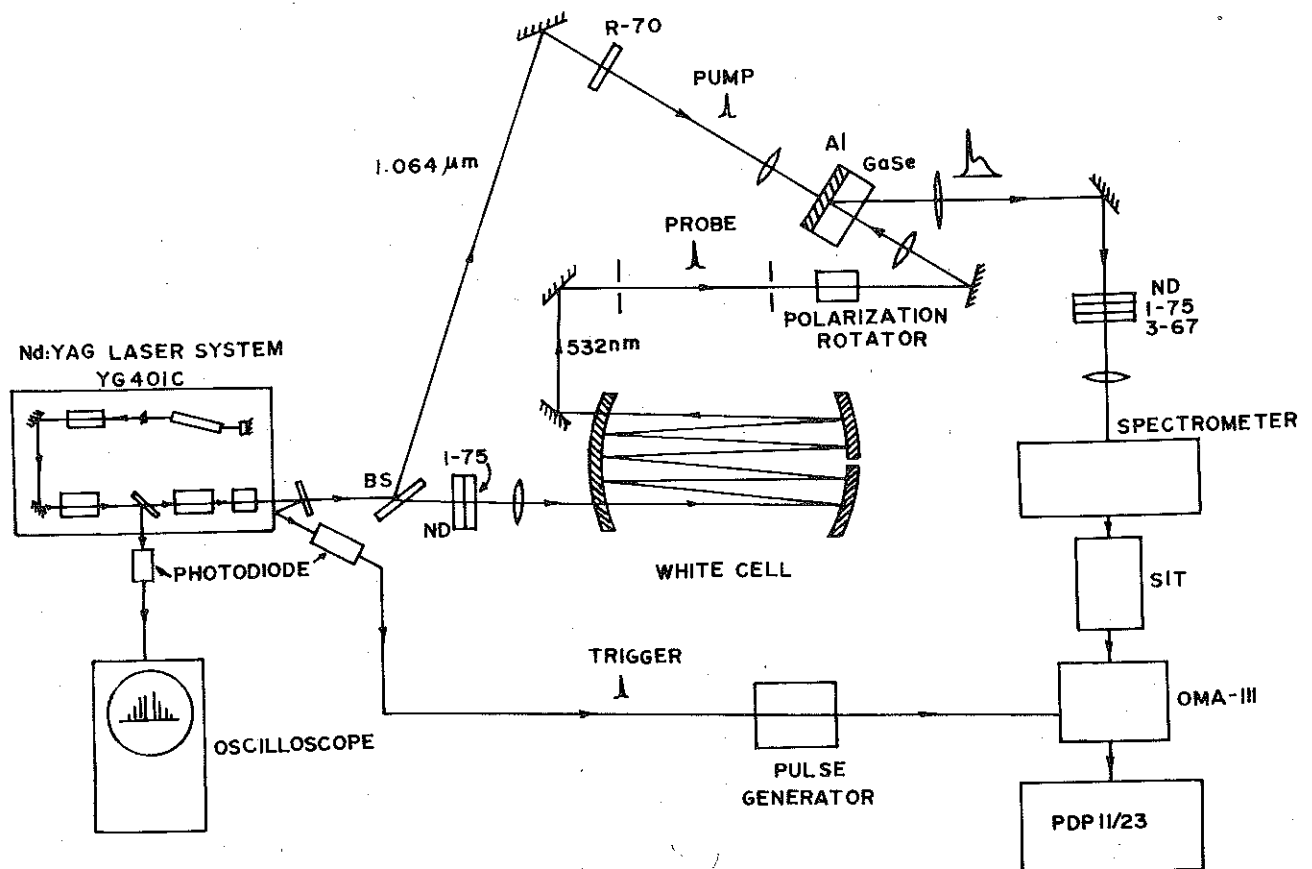 R-70
PUMP
1.064 μm
Al
GaSe
PROBE
ND
1-75
3-67
POLARIZATION
ROTATOR
532nm
Nd:YAG LASER SYSTEM
YG401C
SPECTROMETER
1-75
BS
ND
PHOTODIODE
WHITE CELL
SIT
TRIGGER
OMA-III
OSCILLOSCOPE
PULSE
GENERATOR
PDP11/23